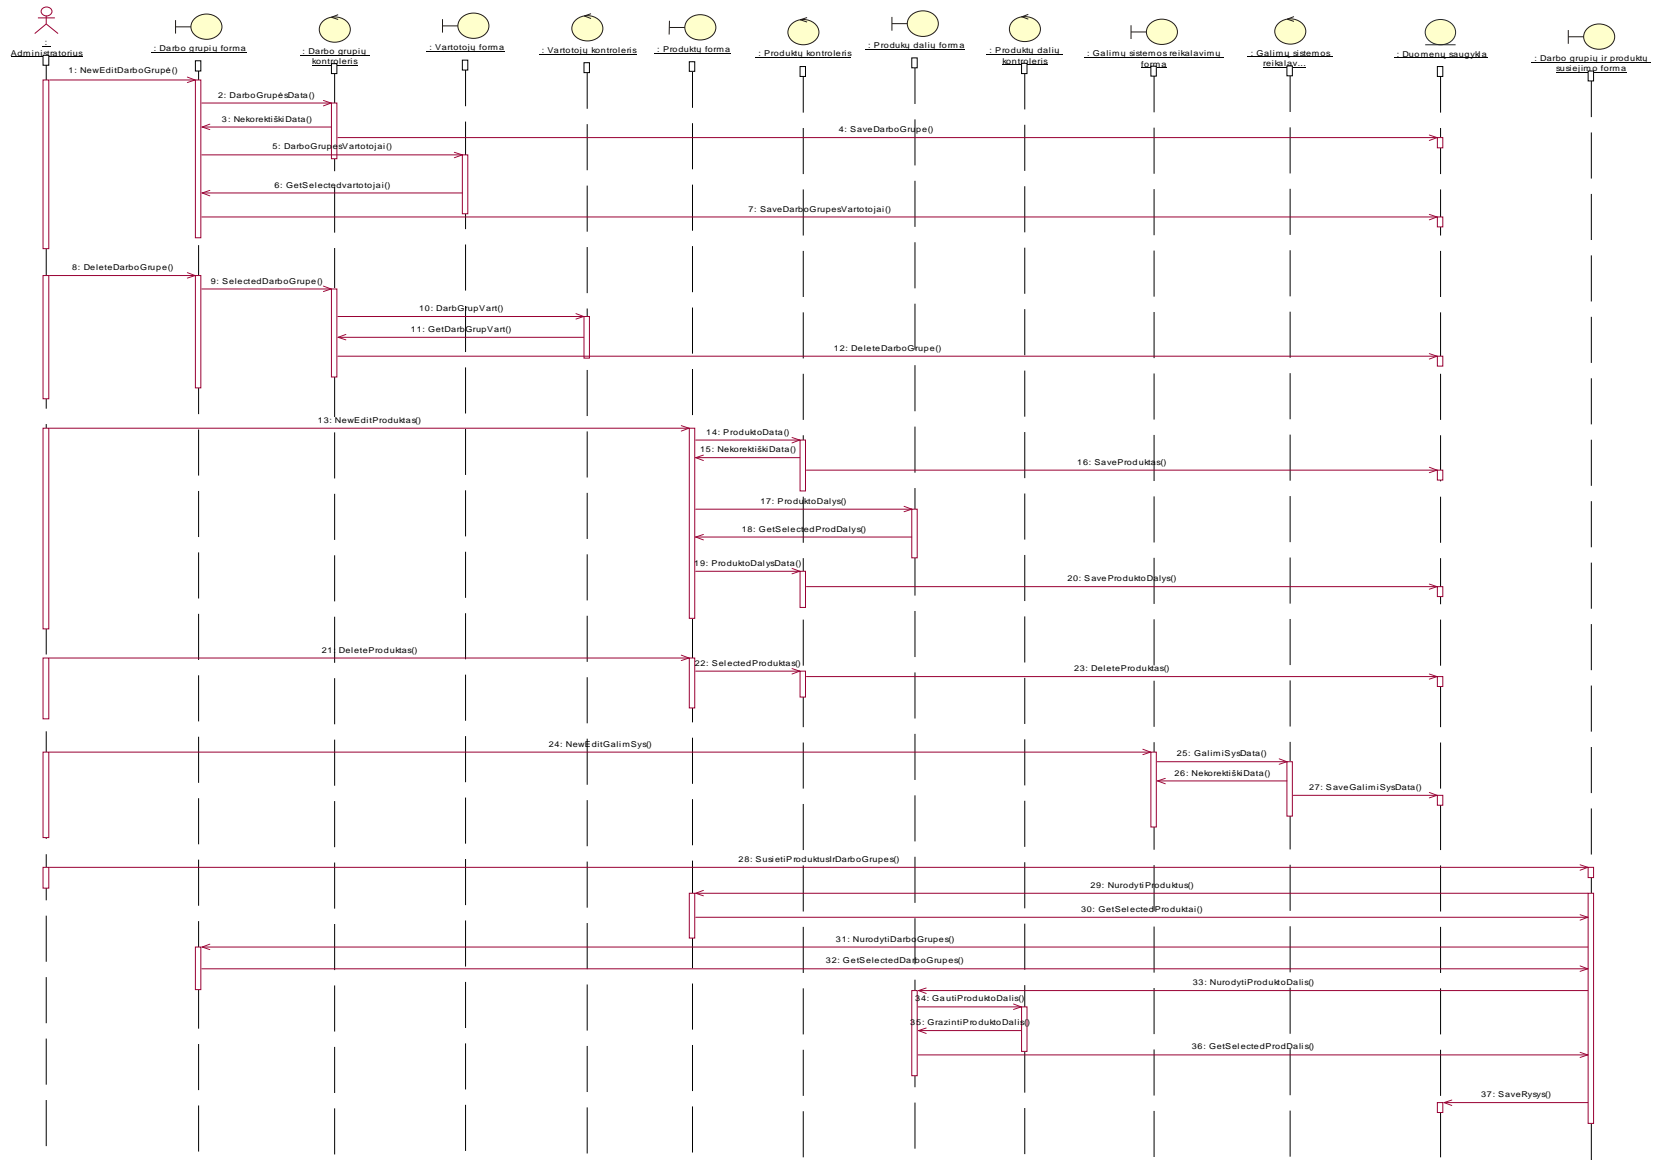 :
Administratorius
: Darbo grupių forma
: Darbo grupių
kontroleris
: Vartotojų forma
: Vartotojų kontroleris
: Produktų forma
: Produktų kontroleris
: Produkų dalių forma
: Produktų dalių
kontroleris
: Galimų sistemos reikalavimų
forma
: Galimų sistemos
reikalav...
: Duomenų saugykla
: Darbo grupių ir produktų
susiejimo forma
1: NewEditDarboGrupė()
2: DarboGrupėsData()
3: NekorektiškiData()
4: SaveDarboGrupe()
5: DarboGrupesVartotojai()
6: GetSelectedvartotojai()
7: SaveDarboGrupesVartotojai()
8: DeleteDarboGrupe()
9: SelectedDarboGrupe()
10: DarbGrupVart()
11: GetDarbGrupVart()
12: DeleteDarboGrupe()
13: NewEditProduktas()
14: ProduktoData()
15: NekorektiškiData()
16: SaveProduktas()
17: ProduktoDalys()
18: GetSelectedProdDalys()
19: ProduktoDalysData()
20: SaveProduktoDalys()
21: DeleteProduktas()
22: SelectedProduktas()
23: DeleteProduktas()
24: NewEditGalimSys()
25: GalimiSysData()
26: NekorektiškiData()
27: SaveGalimiSysData()
28: SusietiProduktusIrDarboGrupes()
29: NurodytiProduktus()
30: GetSelectedProduktai()
31: NurodytiDarboGrupes()
32: GetSelectedDarboGrupes()
33: NurodytiProduktoDalis()
34: GautiProduktoDalis()
35: GrazintiProduktoDalis()
36: GetSelectedProdDalis()
37: SaveRysys()